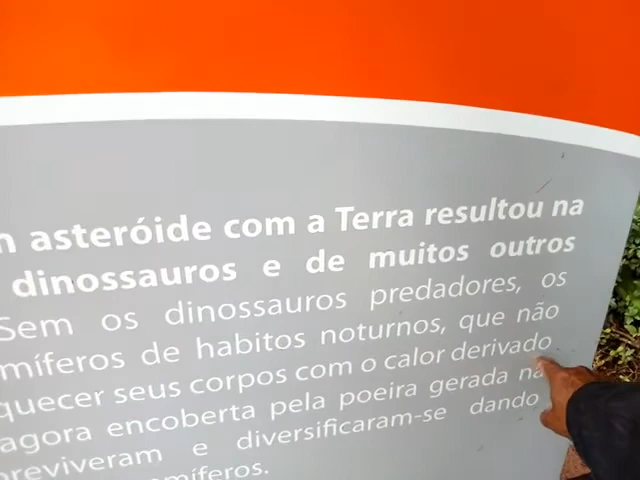 asteróide com a Terra resultou na
dinossauros e de muitos outros
Sem os dinossauros predadores, os
míferos de habitos noturnos, que não
quecer seus corpos com o calor derivado
agora encoberta pela poeira gerada na
reviveram e diversificaram-se dando
míferos.